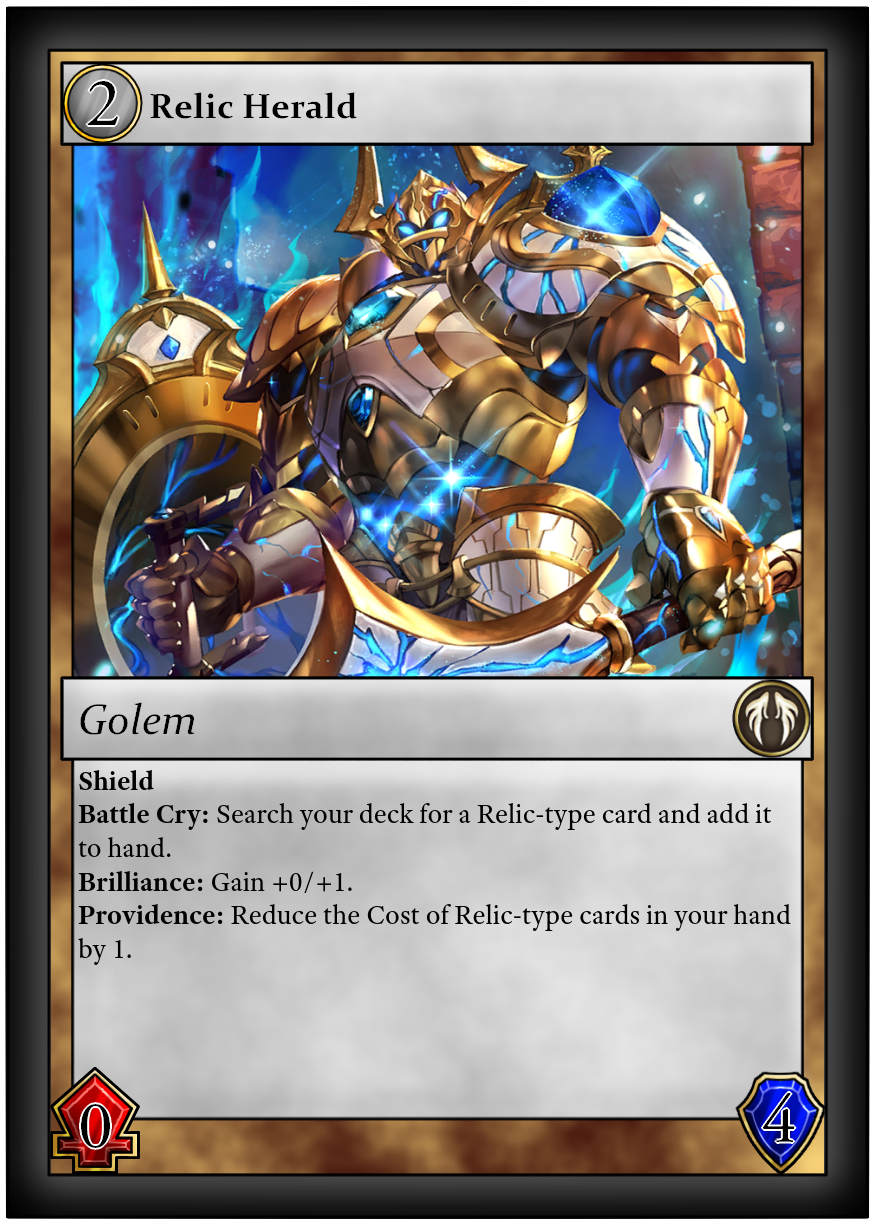 2 Relic Herald
Golem
Shield
Battle Cry: Search your deck for a Relic-type card and add it
to hand.
Brilliance: Gain +0/+1.
Providence: Reduce the Cost of Relic-type cards in your hand
by 1.
0 4